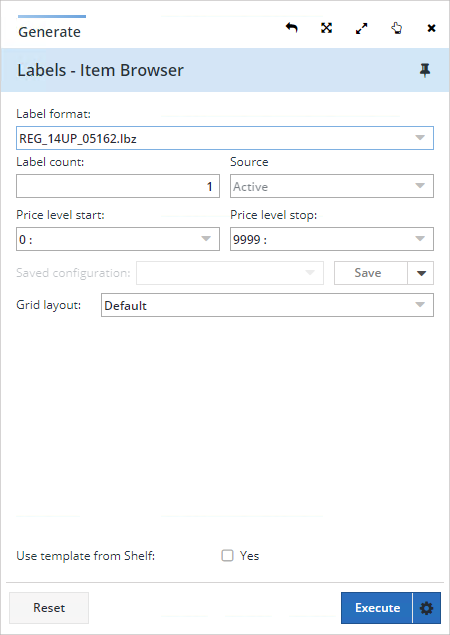 Generate
Labels - Item Browser
Label format:
REG_14UP_05162.lbz
Label count: Source
1 Active
Price level start: Price level stop:
0 : 9999 :
Saved configuration: Save
Grid layout: Default
Use template from Shelf: Yes
Reset Execute